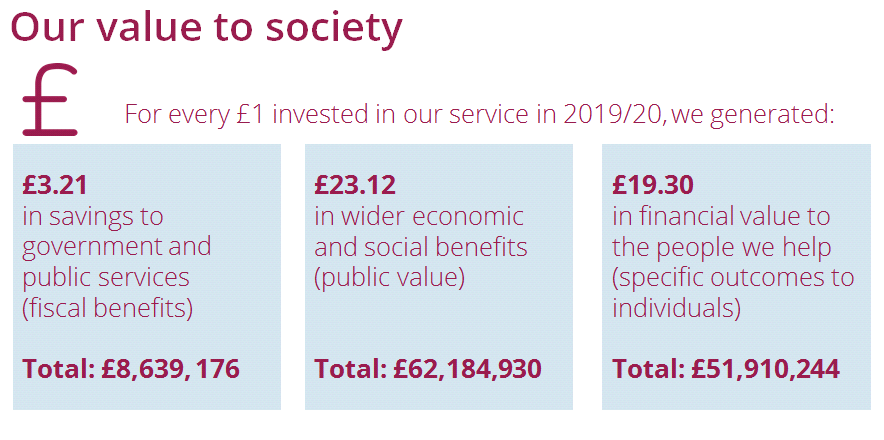 Our value to society
£
For every £1 invested in our service in 2019/20, we generated:
£3.21
in savings to
government and
public services
(fiscal benefits)
Total: £8,639, 176
£23.12
in wider economic
and social benefits
(public value)
Total: £62,184,930
£19.30
in financial value to
the people we help
(specific outcomes to
individuals)
Total: £51,910,244